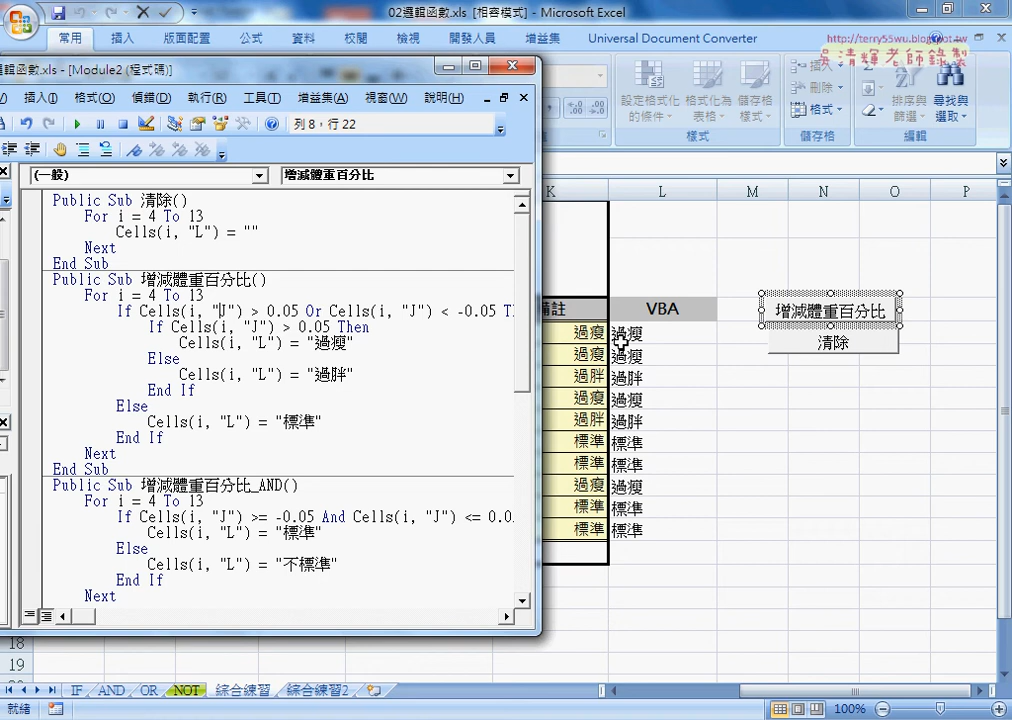 02邏輯函數.xls [相容模式] - Microsoft Excel
常用 插入 版面配置 公式 資料 校閱 檢視 開發人員 增益集 Universal Document Converter
http://terry55wu.blogspot.tw
吳清輝老師錄製
邏輯函數.xls - [Module2 (程式碼)]
插入(I) 格式(O) 偵錯(D) 執行(R) 工具(T) 增益集(A) 視窗(W) 說明(H)
列 8，行 22
設定格式化的條件 格式化為表格 儲存格樣式
樣式
插入
刪除
格式
儲存格
排序與篩選 尋找與選取
編輯
(一般) 增減體重百分比
Public Sub 清除()
For i = 4 To 13
Cells(i, "L") = ""
Next
End Sub
Public Sub 增減體重百分比()
For i = 4 To 13
If Cells(i, "J") > 0.05 Or Cells(i, "J") < -0.05 T
If Cells(i, "J") > 0.05 Then
Cells(i, "L") = "過瘦"
Else
Cells(i, "L") = "過胖"
End If
Else
Cells(i, "L") = "標準"
End If
Next
End Sub
Public Sub 增減體重百分比_AND()
For i = 4 To 13
If Cells(i, "J") >= -0.05 And Cells(i, "J") <= 0.0
Cells(i, "L") = "標準"
Else
Cells(i, "L") = "不標準"
End If
Next
K L M N O P
備註 VBA
過瘦 過瘦
過瘦 過瘦
過胖 過胖
過瘦 過瘦
過胖 過胖
標準 標準
標準 標準
過瘦 過瘦
標準 標準
標準 標準
增減體重百分比
清除
18
19
IF AND OR NOT 綜合練習 綜合練習2
就緒
100%